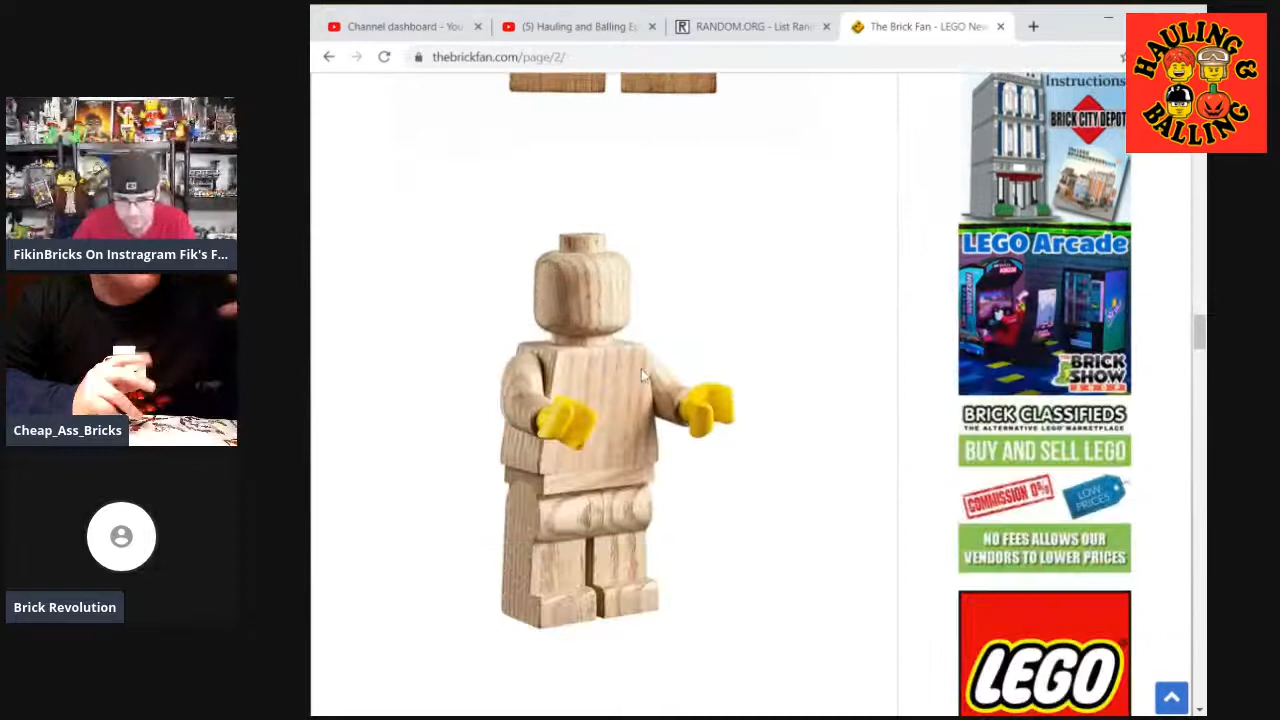 Channel dashboard - You
(5) Hauling and Balling Ep
RANDOM.ORG - List Ran
The Brick Fan - LEGO New
thebrickfan.com/page/2/
HAULING &
BALLING
Instructions
BRICK CITY DEPOT
LEGO Arcade
THE
BRICK
SHOW
BRICK CLASSIFIEDS
THE ALTERNATIVE LEGO MARKETPLACE
BUY AND SELL LEGO
COMMISSION 0%
LOW
PRICES
NO FEES ALLOWS OUR
VENDORS TO LOWER PRICES
LEGO
FikinBricks On Instragram Fik's F...
Cheap_Ass_Bricks
Brick Revolution